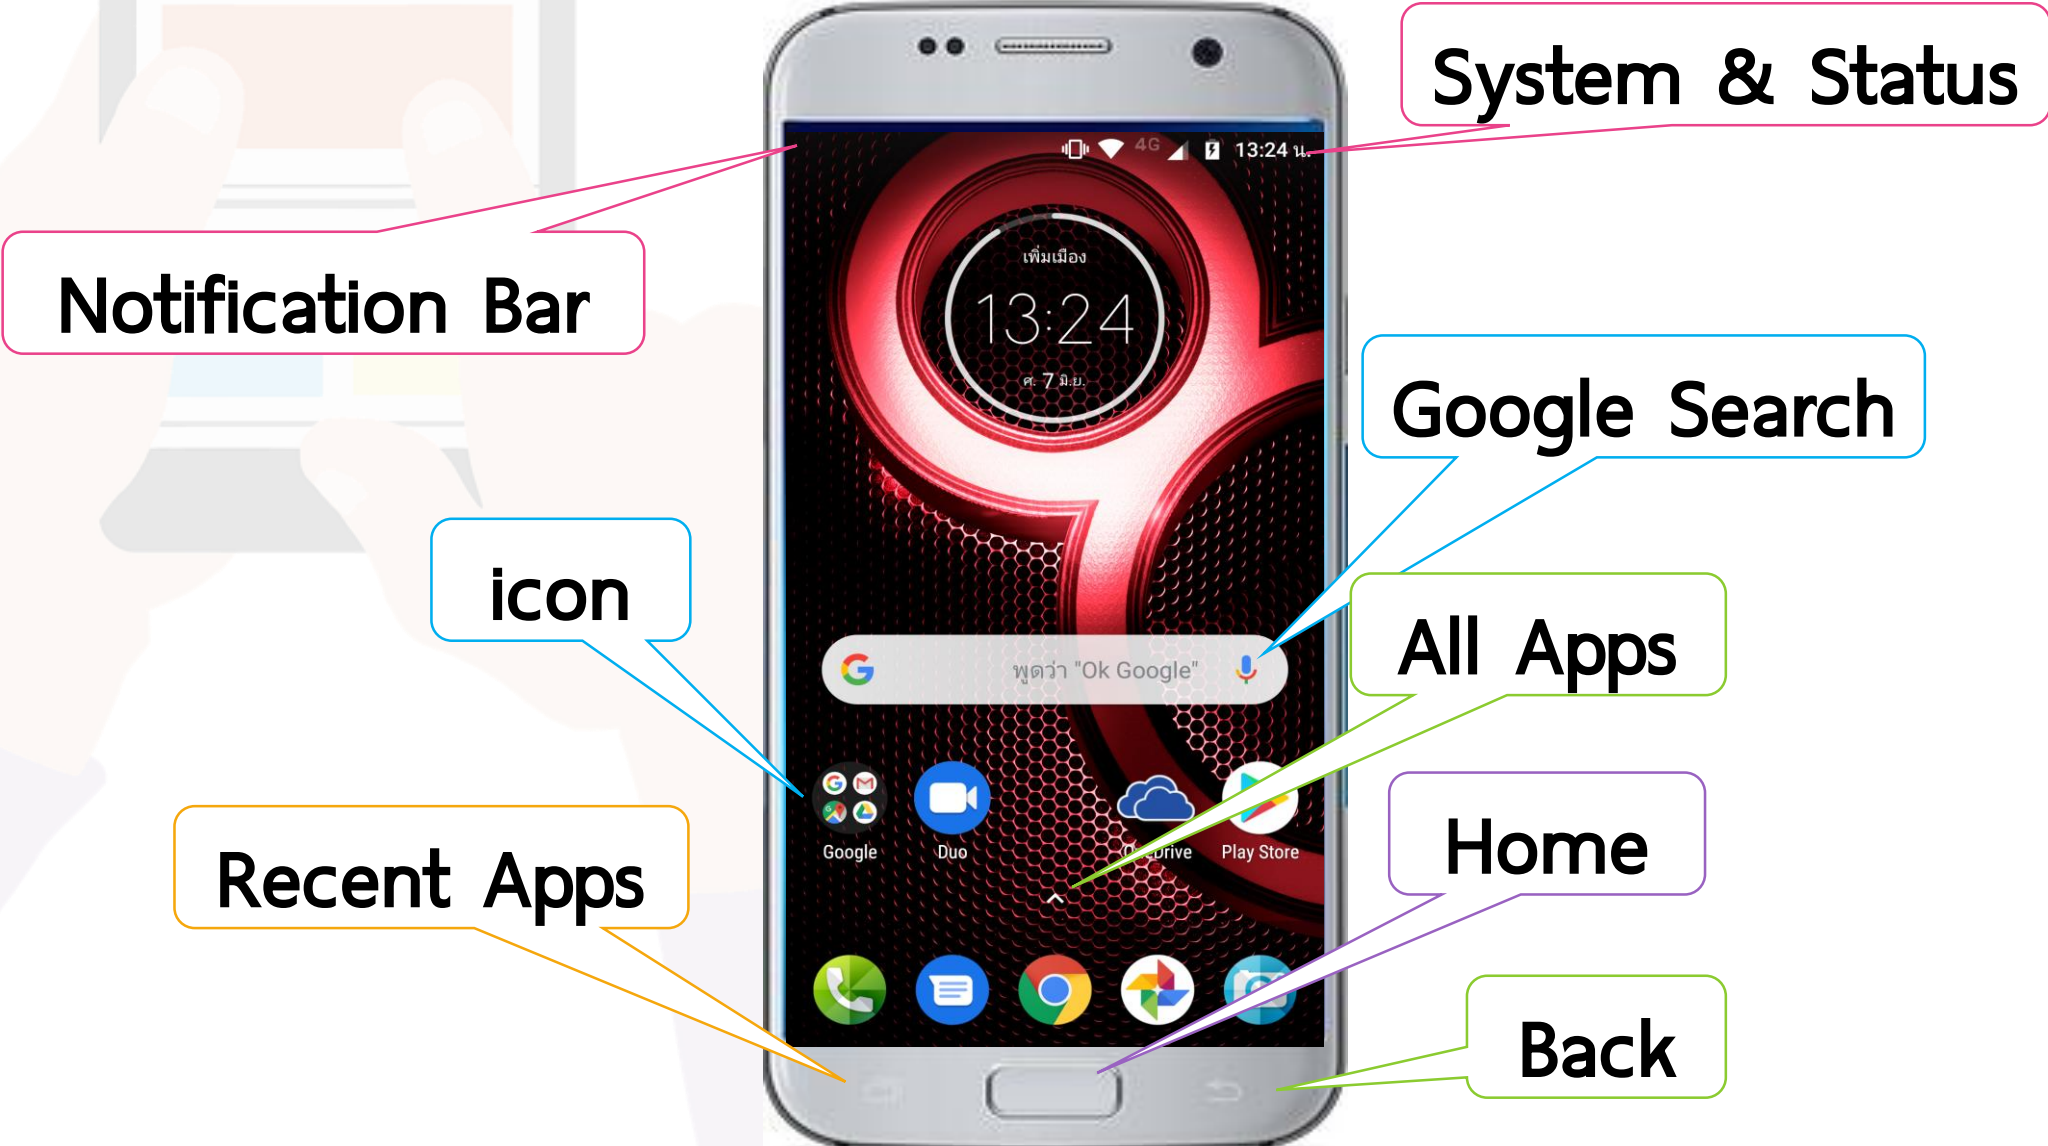 System & Status
4G 13:24 น.
Notification Bar
เพิ่มเมือง
13:24
ศ. 7 มิ.ย.
Google Search
icon
All Apps
พูดว่า "Ok Google"
Home
Recent Apps
Google Duo OneDrive Play Store
Back